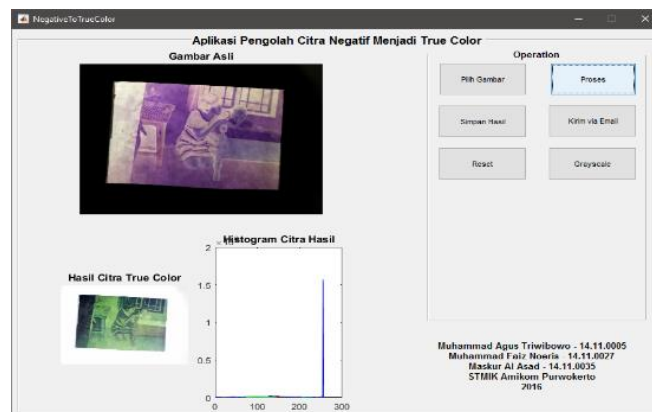 NegativeToTrueColor
Aplikasi Pengolah Citra Negatif Menjadi True Color
Gambar Asli
Operation
Pilih Gambar
Proses
Simpan Hasil
Kirim via Email
Reset
Grayscale
Histogram Citra Hasil
2
1.5
1
0.5
0
0
100
200
300
Hasil Citra True Color
Muhammad Agus Triwibowo - 14.11.0005
Muhammad Faiz Noeris - 14.11.0027
Maskur Al Asad - 14.11.0035
STMIK Amikom Purwokerto
2016